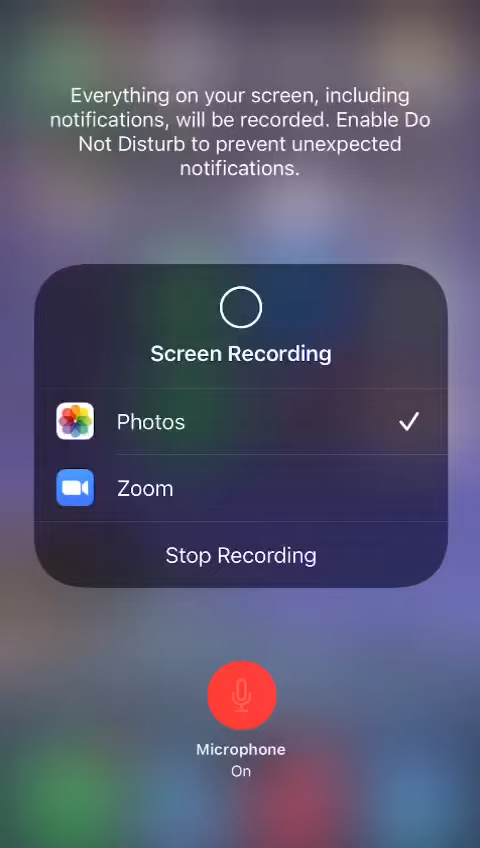 Everything on your screen, including
notifications, will be recorded. Enable Do
Not Disturb to prevent unexpected
notifications.
Screen Recording
Photos
Zoom
Stop Recording
Microphone
On